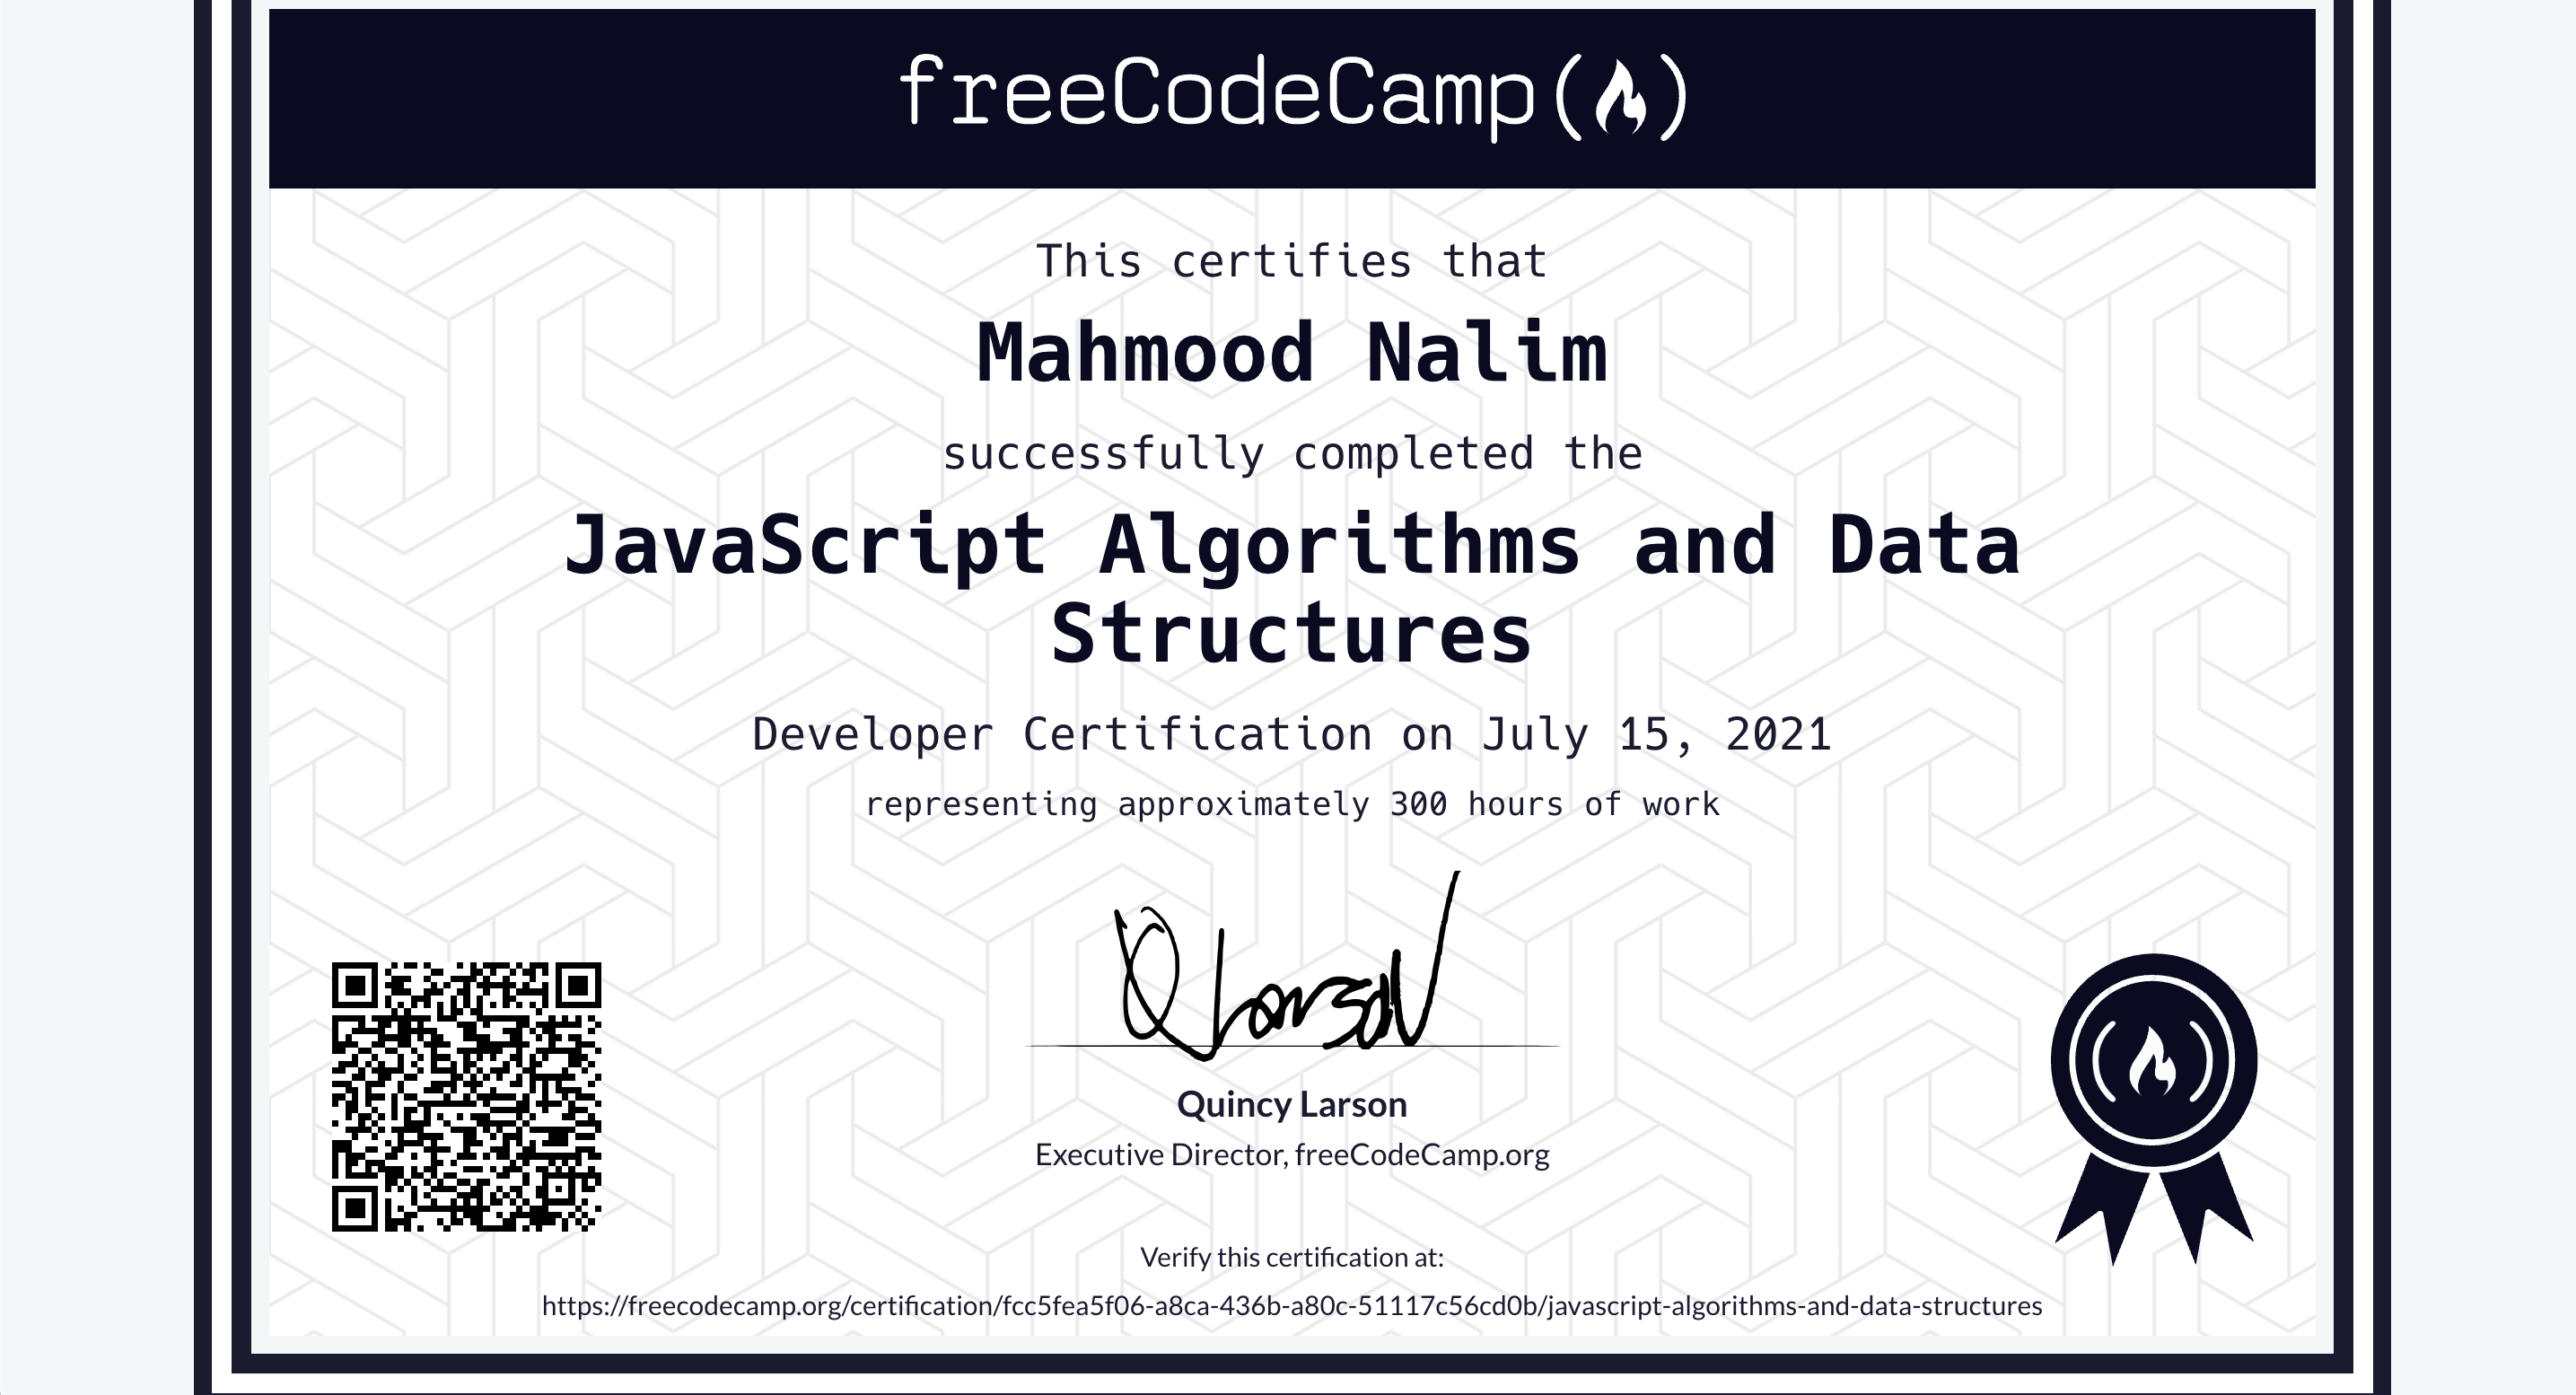 freeCodeCamp
This certifies that
Mahmood Nalim
successfully completed the
JavaScript Algorithms and Data
Structures
Developer Certification on July 15, 2021
representing approximately 300 hours of work
Q Larson
Quincy Larson
Executive Director, freeCodeCamp.org
Verify this certification at:
https://freecodecamp.org/certification/fcc5fea5f06-a8ca-436b-a80c-51117c56cd0b/javascript-algorithms-and-data-structures